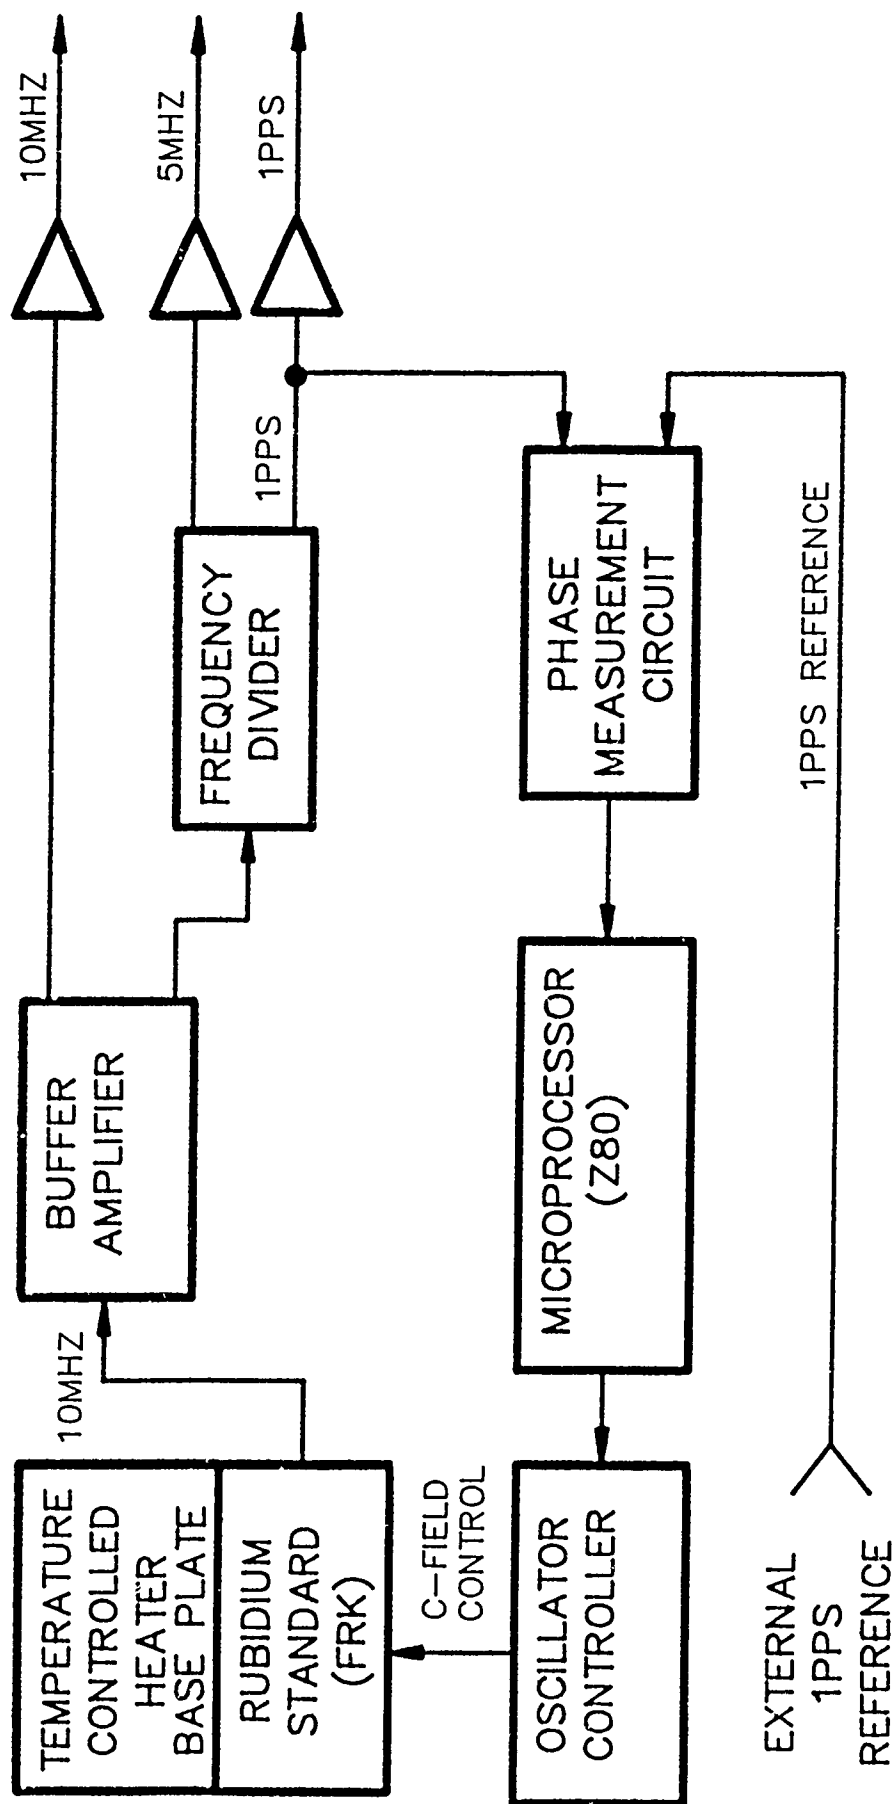 TEMPERATURE
CONTROLLED
HEATER
BASE PLATE
RUBIDIUM
STANDARD
(FRK)
10MHZ
BUFFER
AMPLIFIER
10MHZ
FREQUENCY
DIVIDER
5MHZ
1PPS
1PPS
C-FIELD
CONTROL
OSCILLATOR
CONTROLLER
MICROPROCESSOR
(Z80)
PHASE
MEASUREMENT
CIRCUIT
1PPS REFERENCE
EXTERNAL
1PPS
REFERENCE